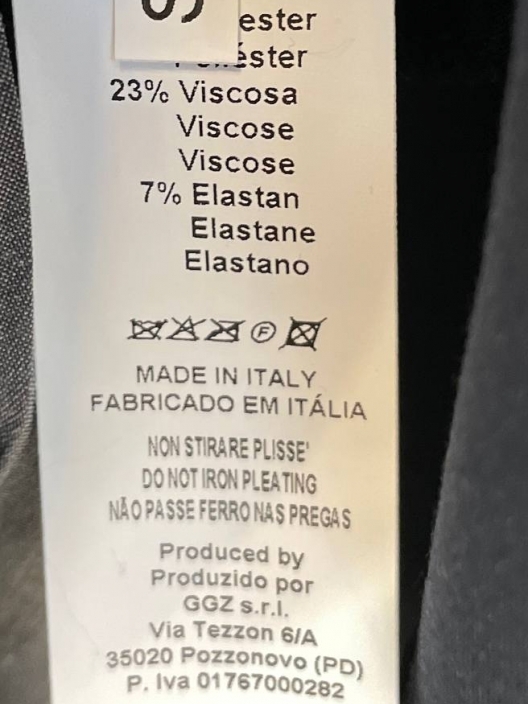 ester
éster
23% Viscosa
Viscose
Viscose
7% Elastan
Elastane
Elastano
F
MADE IN ITALY
FABRICADO EM ITÁLIA
NON STIRARE PLISSE'
DO NOT IRON PLEATING
NÃO PASSE FERRO NAS PREGAS
Produced by
Produzido por
GGZ s.r.l.
Via Tezzon 6/A
35020 Pozzonovo (PD)
P. Iva 01767000282